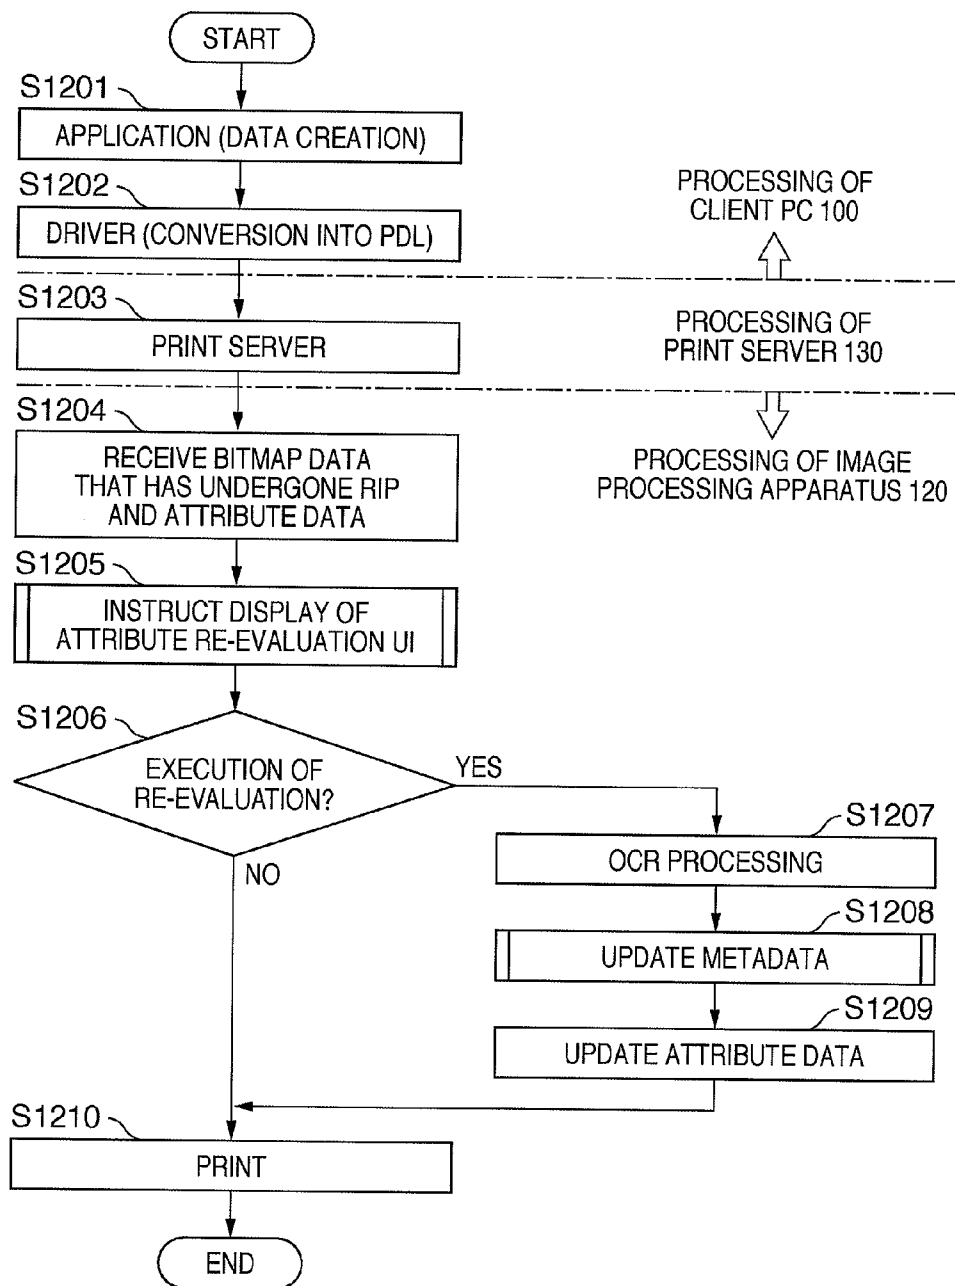 START
S1201
APPLICATION (DATA CREATION)
S1202
DRIVER (CONVERSION INTO PDL)
PROCESSING OF
CLIENT PC 100
S1203
PRINT SERVER
PROCESSING OF
PRINT SERVER 130
S1204
RECEIVE BITMAP DATA
THAT HAS UNDERGONE RIP
AND ATTRIBUTE DATA
PROCESSING OF IMAGE
PROCESSING APPARATUS 120
S1205
INSTRUCT DISPLAY OF
ATTRIBUTE RE-EVALUATION UI
S1206
EXECUTION OF
RE-EVALUATION?
YES
NO
S1207
OCR PROCESSING
S1208
UPDATE METADATA
S1209
UPDATE ATTRIBUTE DATA
S1210
PRINT
END